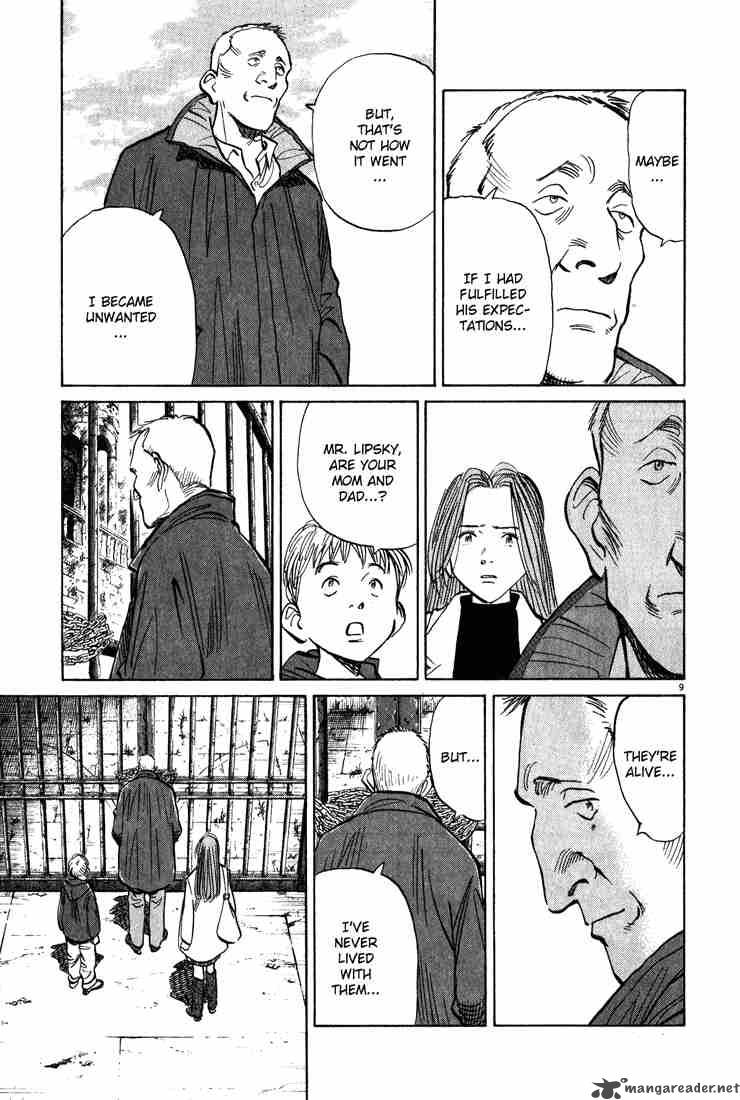 MAYBE
...
IF I HAD
FULFILLED
HIS EXPEC-
TATIONS...
BUT,
THAT'S
NOT HOW
IT WENT
...
I BECAME
UNWANTED
...
MR. LIPSKY,
ARE YOUR
MOM AND
DAD...?
9
THEY'RE
ALIVE...
BUT...
I'VE
NEVER
LIVED
WITH
THEM...
mangareader.net